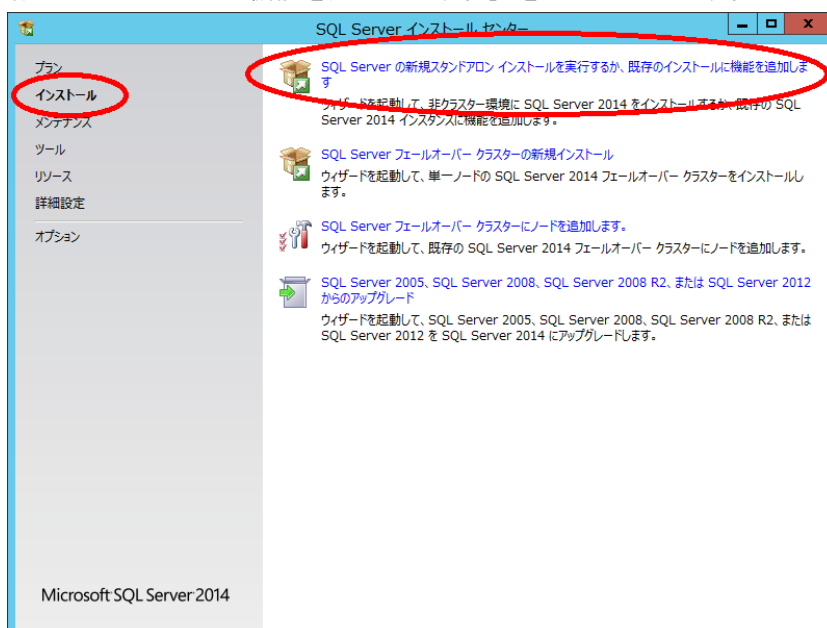 SQL Server インストール センター
プラン
インストール
メンテナンス
ツール
リソース
詳細設定
オプション
SQL Server の新規スタンドアロン インストールを実行するか、既存のインストールに機能を追加しま
す
ウィザードを起動して、非クラスター環境に SQL Server 2014 をインストールするか、既存の SQL
Server 2014 インスタンスに機能を追加します。
SQL Server フェールオーバー クラスターの新規インストール
ウィザードを起動して、単一ノードの SQL Server 2014 フェールオーバー クラスターをインストールし
ます。
SQL Server フェールオーバー クラスターにノードを追加します。
ウィザードを起動して、既存の SQL Server 2014 フェールオーバー クラスターにノードを追加します。
SQL Server 2005、SQL Server 2008、SQL Server 2008 R2、または SQL Server 2012
からのアップグレード
ウィザードを起動して、SQL Server 2005、SQL Server 2008、SQL Server 2008 R2、または
SQL Server 2012 を SQL Server 2014 にアップグレードします。
Microsoft SQL Server 2014